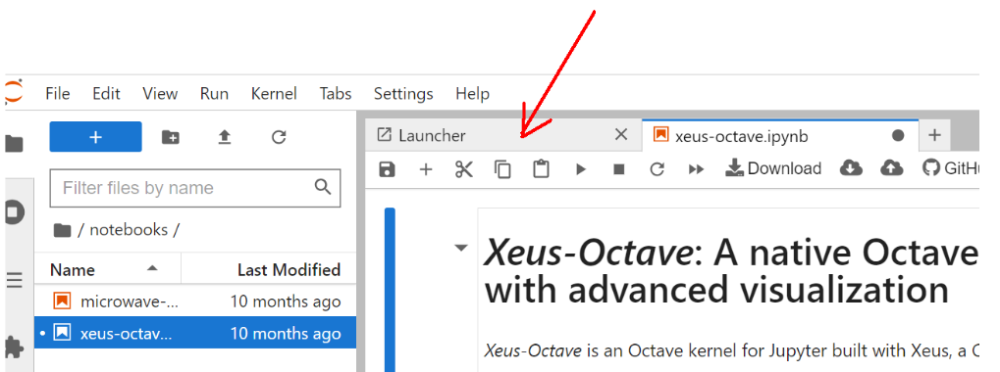 File Edit View Run Kernel Tabs Settings Help
Launcher
xeus-octave.ipynb
Filter files by name
Download
GitHu
/ notebooks /
Name Last Modified
microwave-... 10 months ago
xeus-octav... 10 months ago
Xeus-Octave: A native Octave
with advanced visualization
Xeus-Octave is an Octave kernel for Jupyter built with Xeus, a